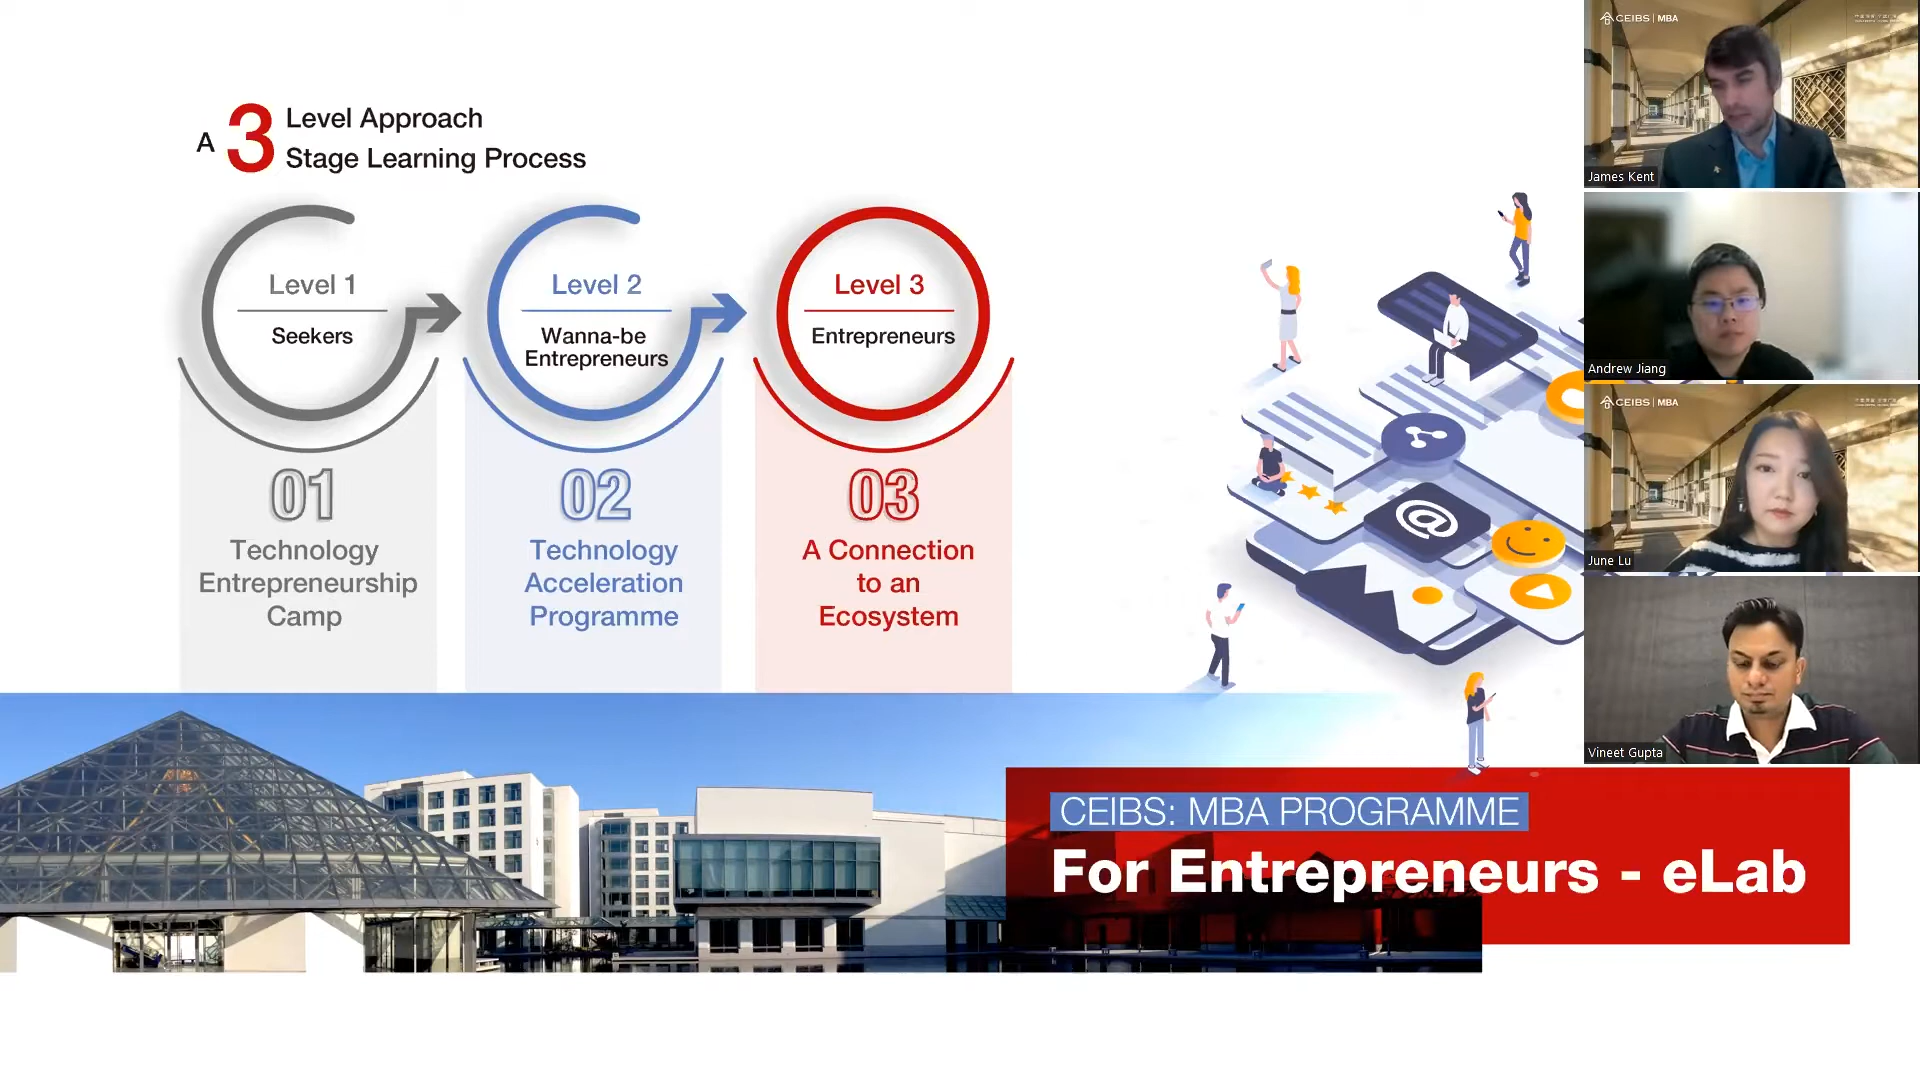 A 3 Level Approach
Stage Learning Process
Level 1
Seekers
Level 2
Wanna-be
Entrepreneurs
Level 3
Entrepreneurs
01
Technology
Entrepreneurship
Camp
02
Technology
Acceleration
Programme
03
A Connection
to an
Ecosystem
@
CEIBS: MBA PROGRAMME
For Entrepreneurs - eLab
CEIBS | MBA
James Kent
Andrew Jiang
CEIBS | MBA
June Lu
Vineet Gupta